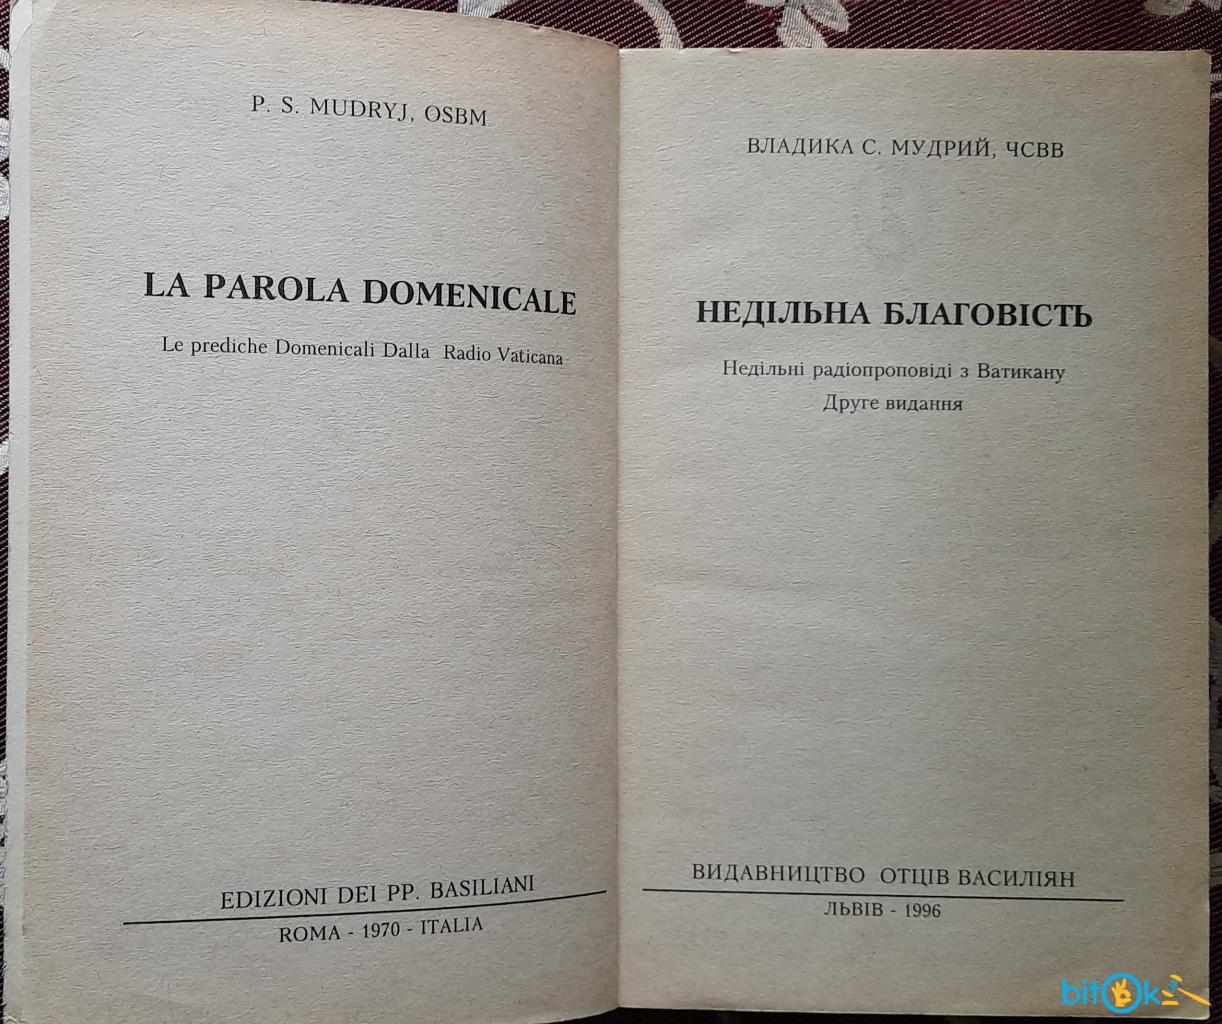 P. S. MUDRYJ, OSBM
LA PAROLA DOMENICALE
Le prediche Domenicali Dalla Radio Vaticana
EDIZIONI DEI PP. BASILIANI
ROMA - 1970 - ITALIA
ВЛАДИКА С. МУДРИЙ, ЧСВВ
НЕДІЛЬНА БЛАГОВІСТЬ
Недільні радіопроповіді з Ватикану
Друге видання
ВИДАВНИЦТВО ОТЦІВ ВАСИЛІЯН
ЛЬВІВ - 1996